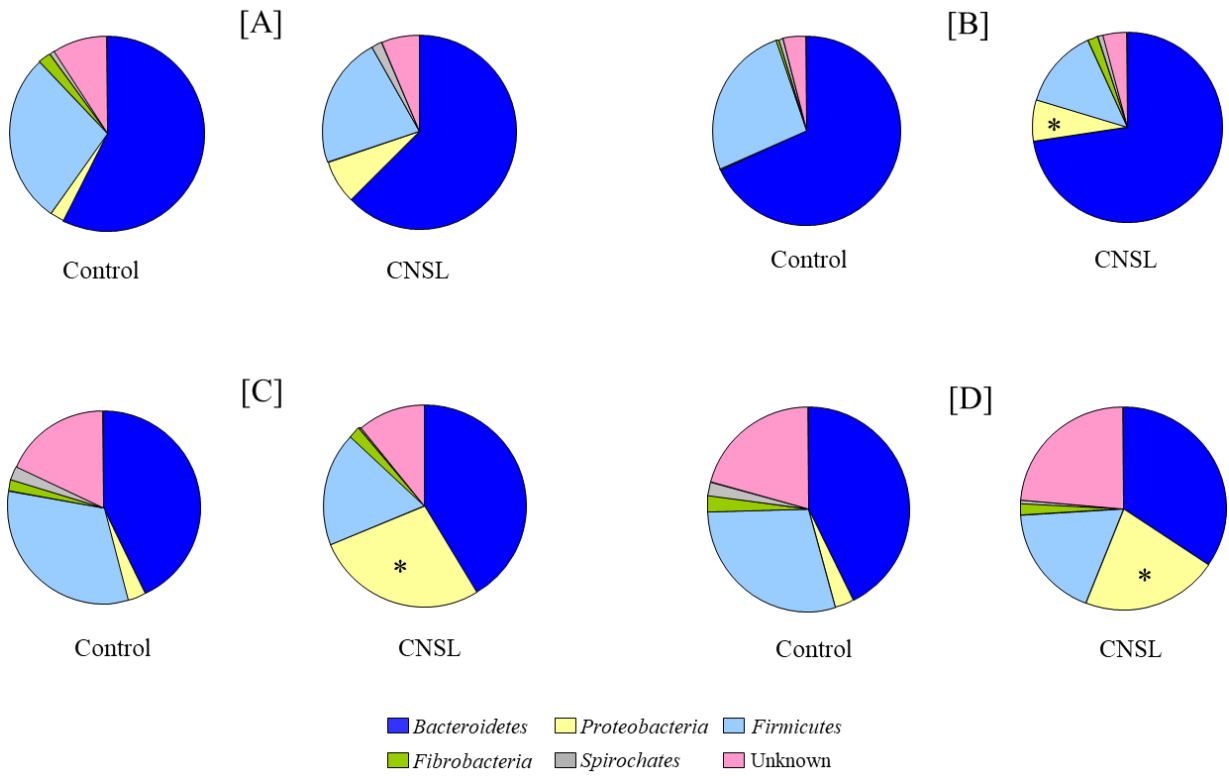 [A] [B]
*
Control CNSL Control CNSL
[C] [D]
* *
Control CNSL Control CNSL
Bacteroidetes Proteobacteria Firmicutes
Fibrobacteria Spirochates Unknown